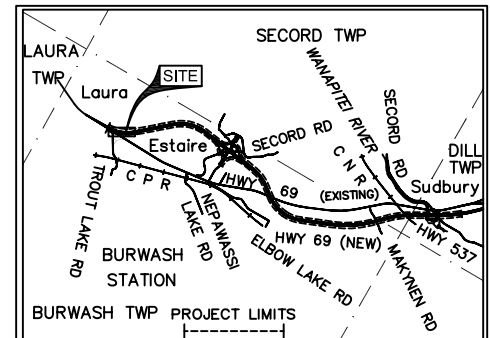 SECOND TWP
LAURA
TWP
Laura
SITE
WANAPITEI RIVER
SECORD RD
Estaire
SECORD RD
C N R
DILL
TWP
Sudbury
C P R
HWY 69
(EXISTING)
TROUT LAKE RD
NEPAWASSI
LAKE RD
ELBOW LAKE RD
HWY 69 (NEW)
MAKYNEN RD
HWY 537
BURWASH
STATION
BURWASH TWP
PROJECT LIMITS